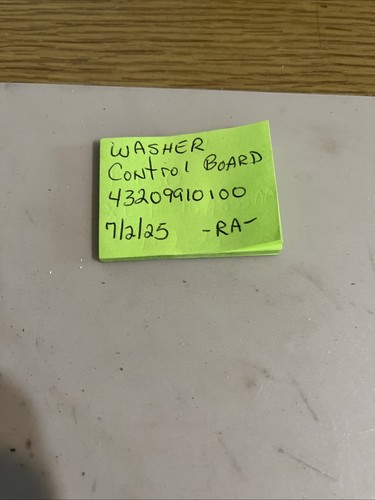 WASHER
Control BOARD
43209910100
7/2/25 -RA-